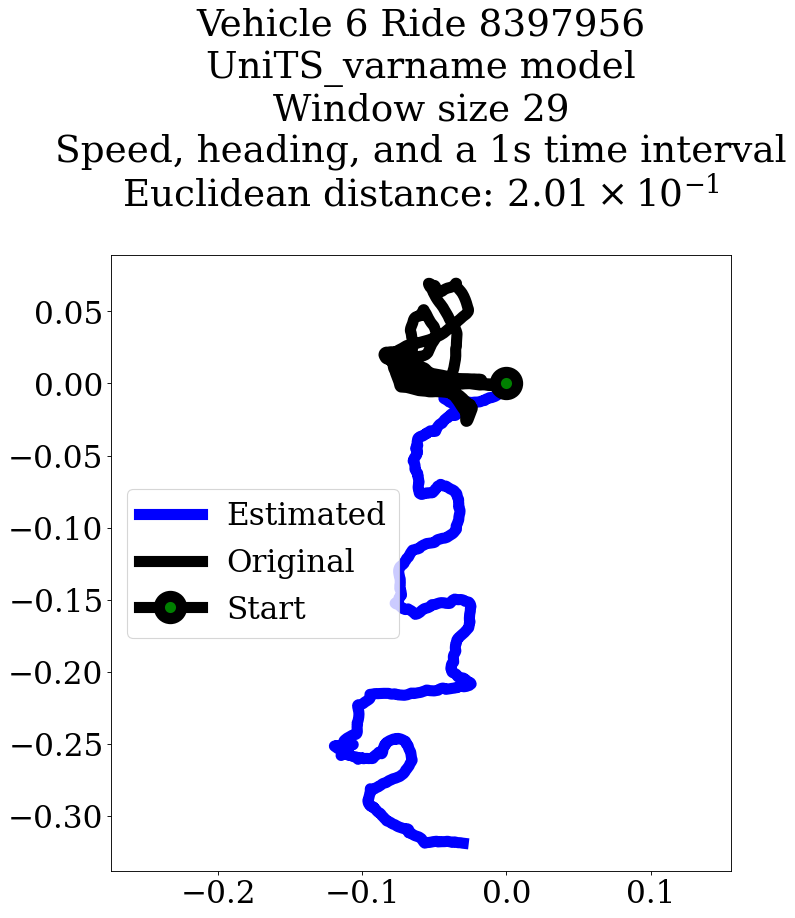 Vehicle 6 Ride 8397956
UniTS_varname model
Window size 29
Speed, heading, and a 1s time interval
Euclidean distance: 2.01 × 10⁻¹
0.05
0.00
−0.05
−0.10
−0.15
−0.20
−0.25
−0.30
Estimated
Original
Start
−0.2
−0.1
0.0
0.1